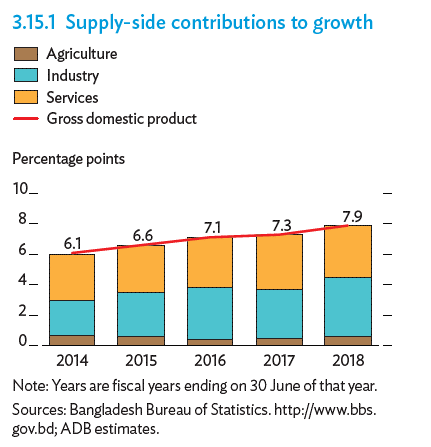 3.15.1 Supply-side contributions to growth
Agriculture
Industry
Services
Gross domestic product
Percentage points
10
8
6
4
2
0
6.1
6.6
7.1
7.3
7.9
2014 2015 2016 2017 2018
Note: Years are fiscal years ending on 30 June of that year.
Sources: Bangladesh Bureau of Statistics. http://www.bbs.
gov.bd; ADB estimates.